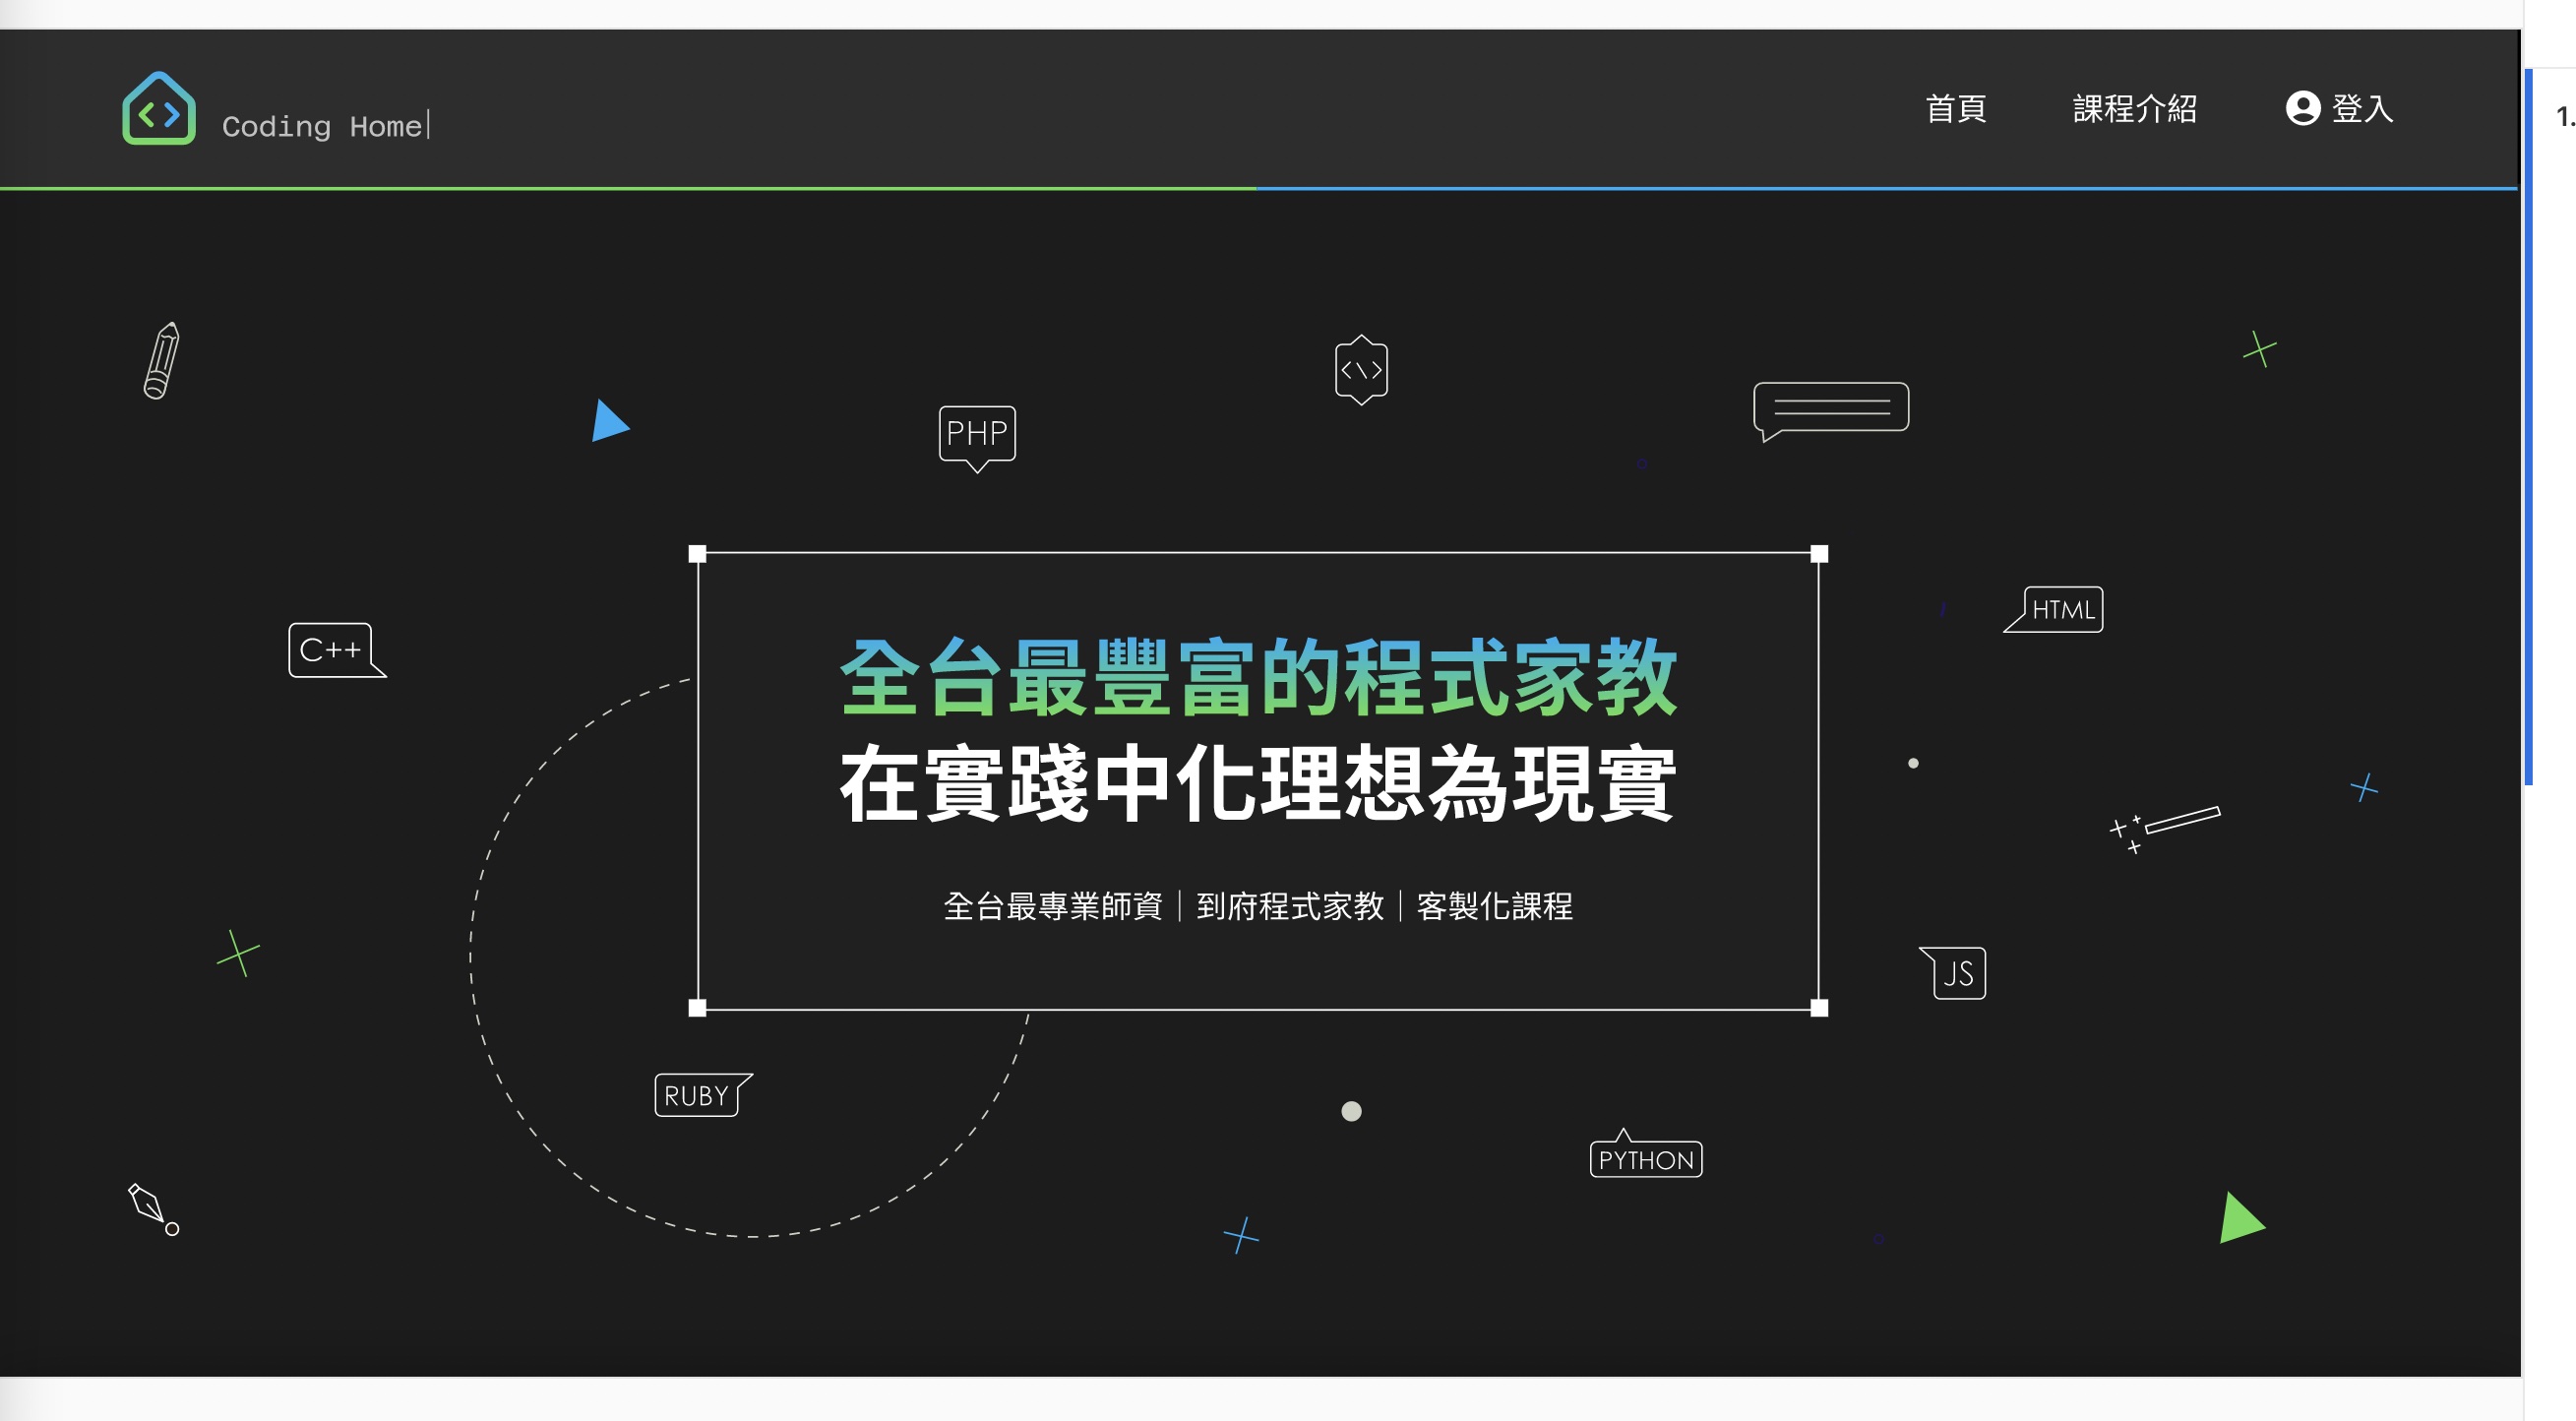 Coding Home
首頁 課程介紹 登入
PHP
<\>
C++
HTML
全台最豐富的程式家教
在實踐中化理想為現實
全台最專業師資｜到府程式家教｜客製化課程
JS
RUBY
PYTHON
1.